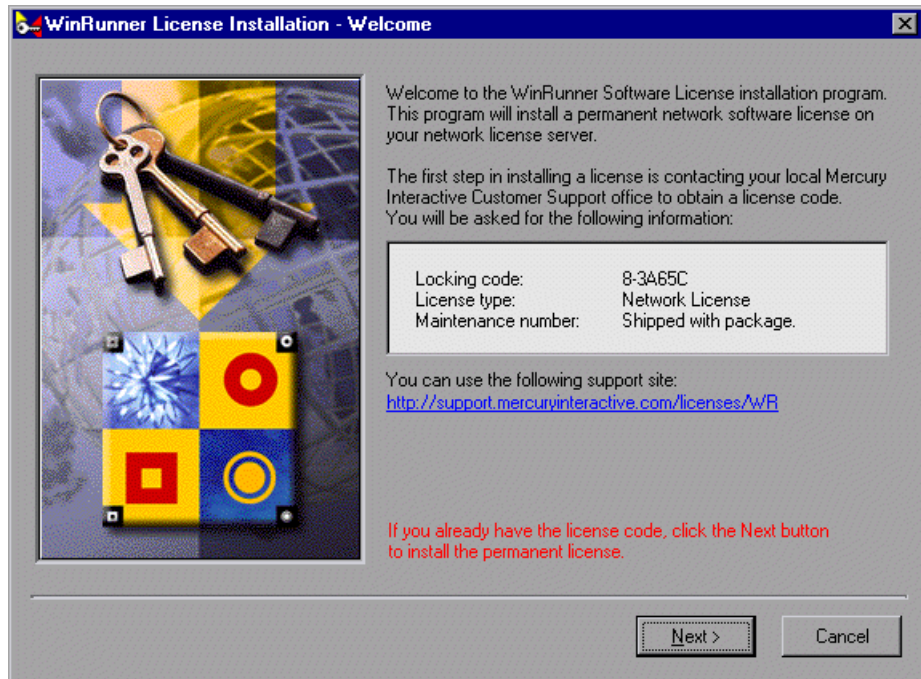 WinRunner License Installation - Welcome
Welcome to the WinRunner Software License installation program.
This program will install a permanent network software license on
your network license server.
The first step in installing a license is contacting your local Mercury
Interactive Customer Support office to obtain a license code.
You will be asked for the following information:
Locking code: 8-3A65C
License type: Network License
Maintenance number: Shipped with package.
You can use the following support site:
http://support.mercuryinteractive.com/licenses/WR
If you already have the license code, click the Next button
to install the permanent license.
Next >
Cancel